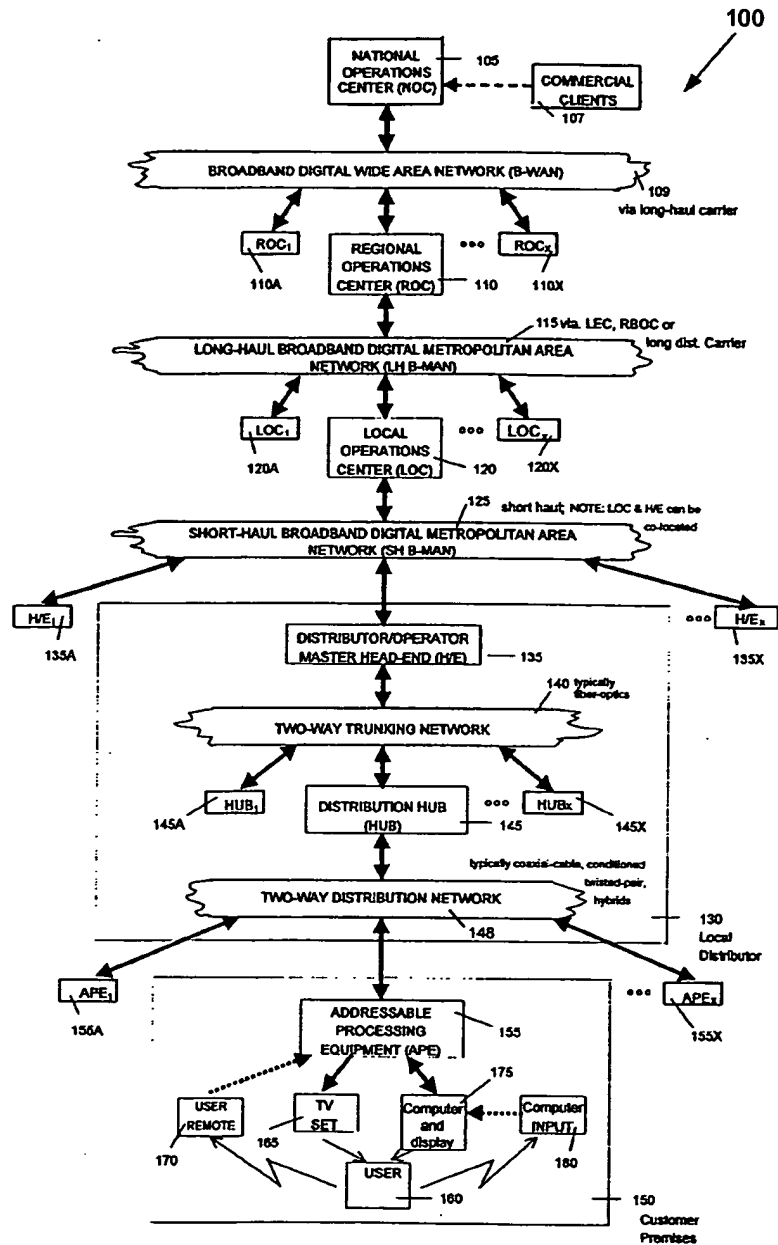 100
NATIONAL
OPERATIONS
CENTER (NOC)
105
COMMERCIAL
CLIENTS
107
BROADBAND DIGITAL WIDE AREA NETWORK (B-WAN)
109
via long-haul carrier
ROC1
ROCx
110A
REGIONAL
OPERATIONS
CENTER (ROC)
110
110X
115 via. LEC, RBOC or
long dist. Carrier
LONG-HAUL BROADBAND DIGITAL METROPOLITAN AREA
NETWORK (LH B-MAN)
LOC1
LOCx
120A
LOCAL
OPERATIONS
CENTER (LOC)
120
120X
125
short haul; NOTE: LOC & H/E can be
co-located
SHORT-HAUL BROADBAND DIGITAL METROPOLITAN AREA
NETWORK (SH B-MAN)
H/E1
H/Ex
135A
DISTRIBUTOR/OPERATOR
MASTER HEAD-END (H/E)
135
135X
140 typically
fiber-optics
TWO-WAY TRUNKING NETWORK
HUB1
HUBx
145A
DISTRIBUTION HUB
(HUB)
145
145X
typically coaxial-cable, conditioned
twisted-pair,
hybrids
TWO-WAY DISTRIBUTION NETWORK
148
130
Local
Distributor
APE1
APEx
155A
ADDRESSABLE
PROCESSING
EQUIPMENT (APE)
155
155X
175
USER
REMOTE
TV
SET
Computer
and
display
Computer
INPUT
170
165
180
USER
160
150
Customer
Premises